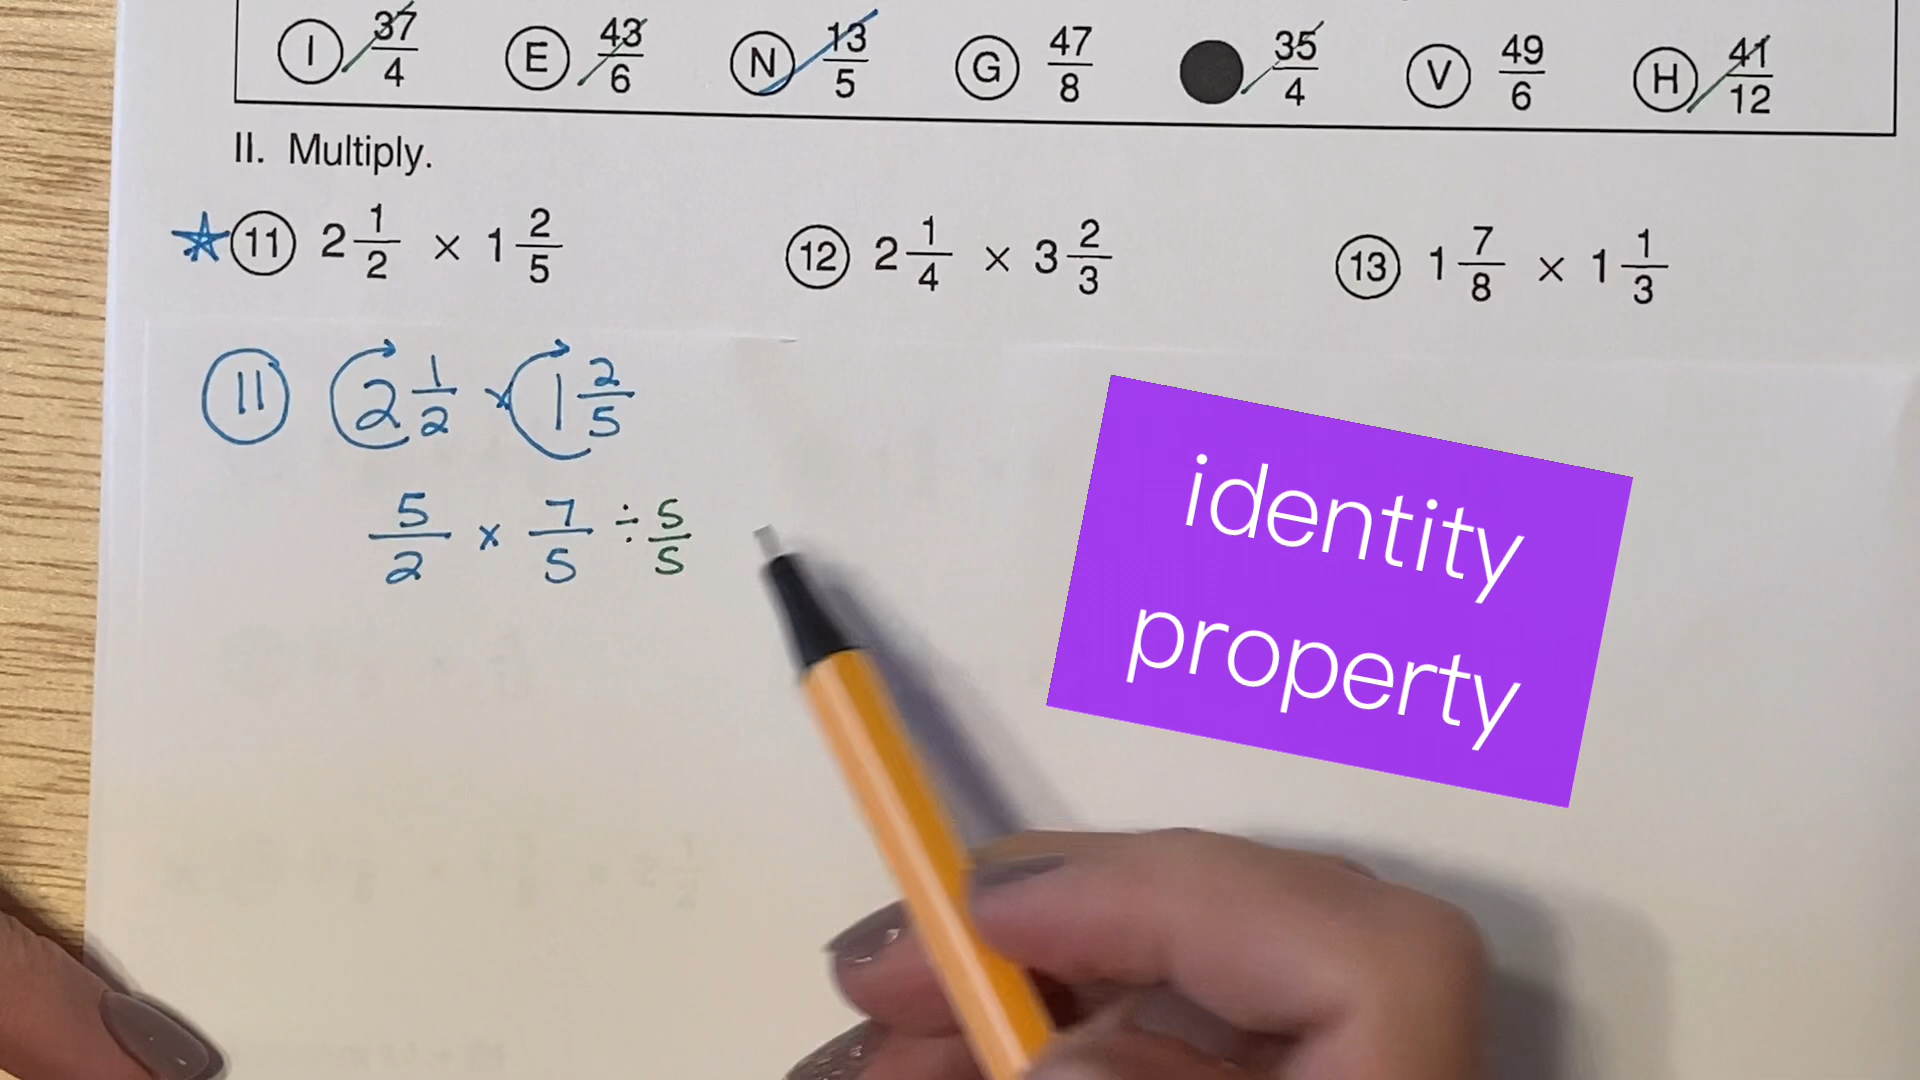 I 37/4 E 43/6 N 13/5 G 47/8 35/4 V 49/6 H 41/12
II. Multiply.
11 2 1/2 × 1 2/5 12 2 1/4 × 3 2/3 13 1 7/8 × 1 1/3
11 2 1/2 × 1 2/5
5/2 × 7/5 ÷ 5/5
identity
property